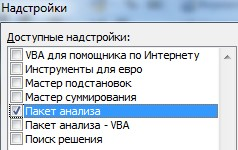 Надстройки
Доступные надстройки:
VBA для помощника по Интернету
Инструменты для евро
Мастер подстановок
Мастер суммирования
Пакет анализа
Пакет анализа - VBA
Поиск решения